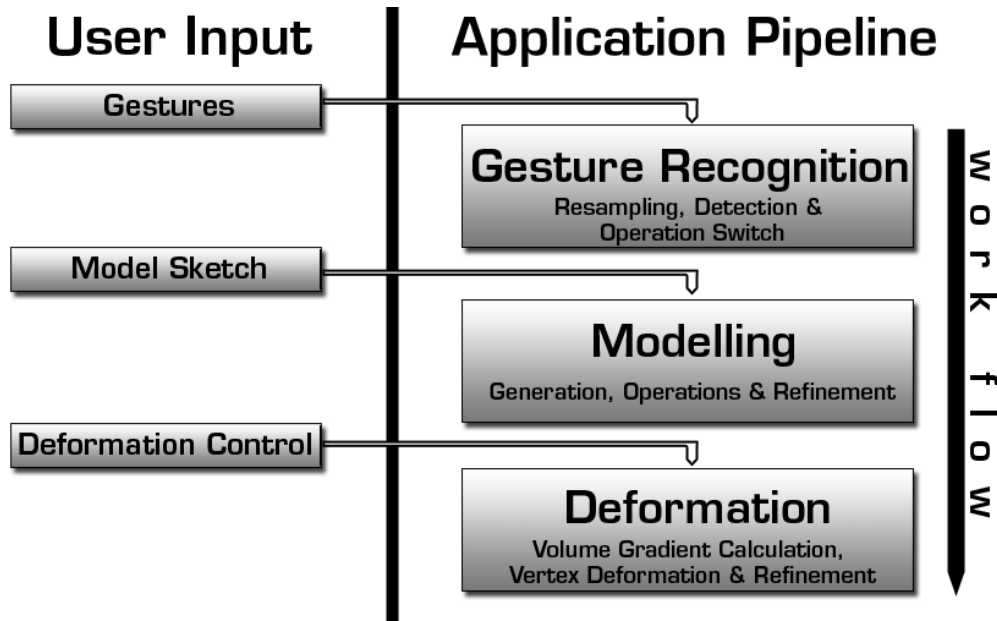 User Input
Application Pipeline
Gestures
Gesture Recognition
Resampling, Detection &
Operation Switch
Model Sketch
Modelling
Generation, Operations & Refinement
Deformation Control
Deformation
Volume Gradient Calculation,
Vertex Deformation & Refinement
work flow